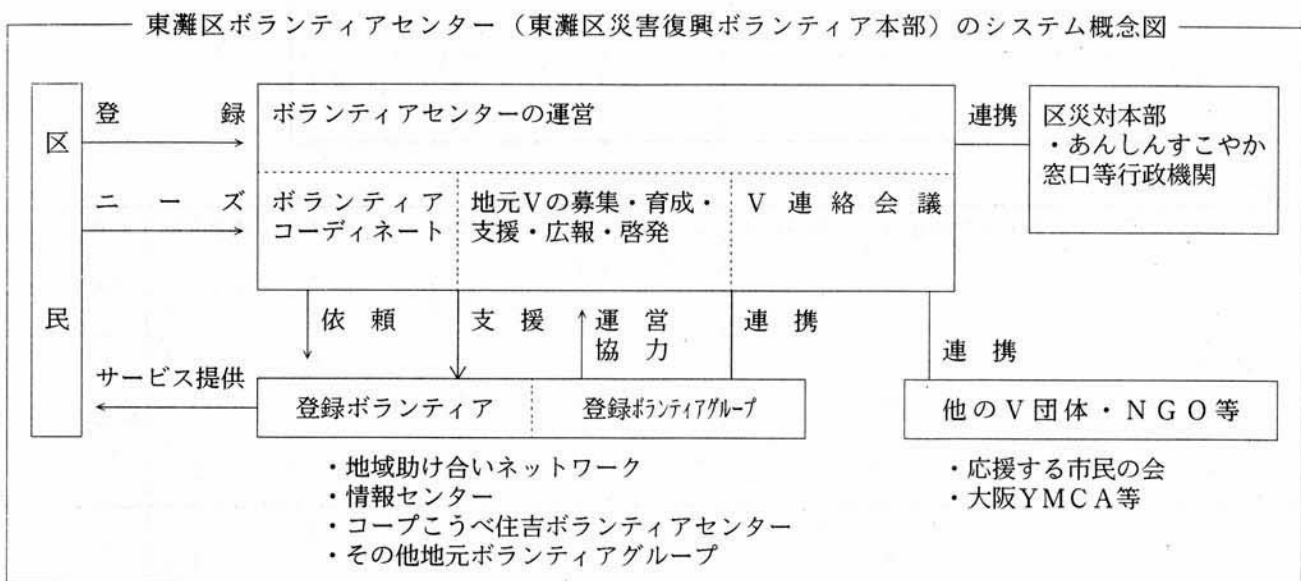 東灘区ボランティアセンター（東灘区災害復興ボランティア本部）のシステム概念図
区
民
登録
ニーズ
サービス提供
ボランティアセンターの運営
ボランティア
コーディネート
地元Vの募集・育成・
支援・広報・啓発
V連絡会議
連携
区災対本部
・あんしんすこやか
窓口等行政機関
依頼
支援
運営
協力
連携
連携
登録ボランティア
登録ボランティアグループ
他のV団体・NGO等
・地域助け合いネットワーク
・情報センター
・コープこうべ住吉ボランティアセンター
・その他地元ボランティアグループ
・応援する市民の会
・大阪YMCA等